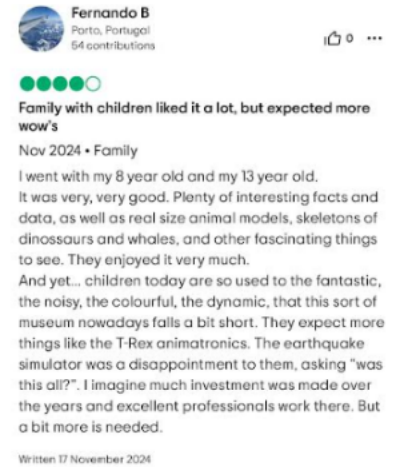 Fernando B
Porto, Portugal
54 contributions
0
Family with children liked it a lot, but expected more
wow's
Nov 2024 • Family
I went with my 8 year old and my 13 year old.
It was very, very good. Plenty of interesting facts and
data, as well as real size animal models, skeletons of
dinossaurs and whales, and other fascinating things
to see. They enjoyed it very much.
And yet... children today are so used to the fantastic,
the noisy, the colourful, the dynamic, that this sort of
museum nowadays falls a bit short. They expect more
things like the T-Rex animatronics. The earthquake
simulator was a disappointment to them, asking "was
this all?". I imagine much investment was made over
the years and excellent professionals work there. But
a bit more is needed.
Written 17 November 2024